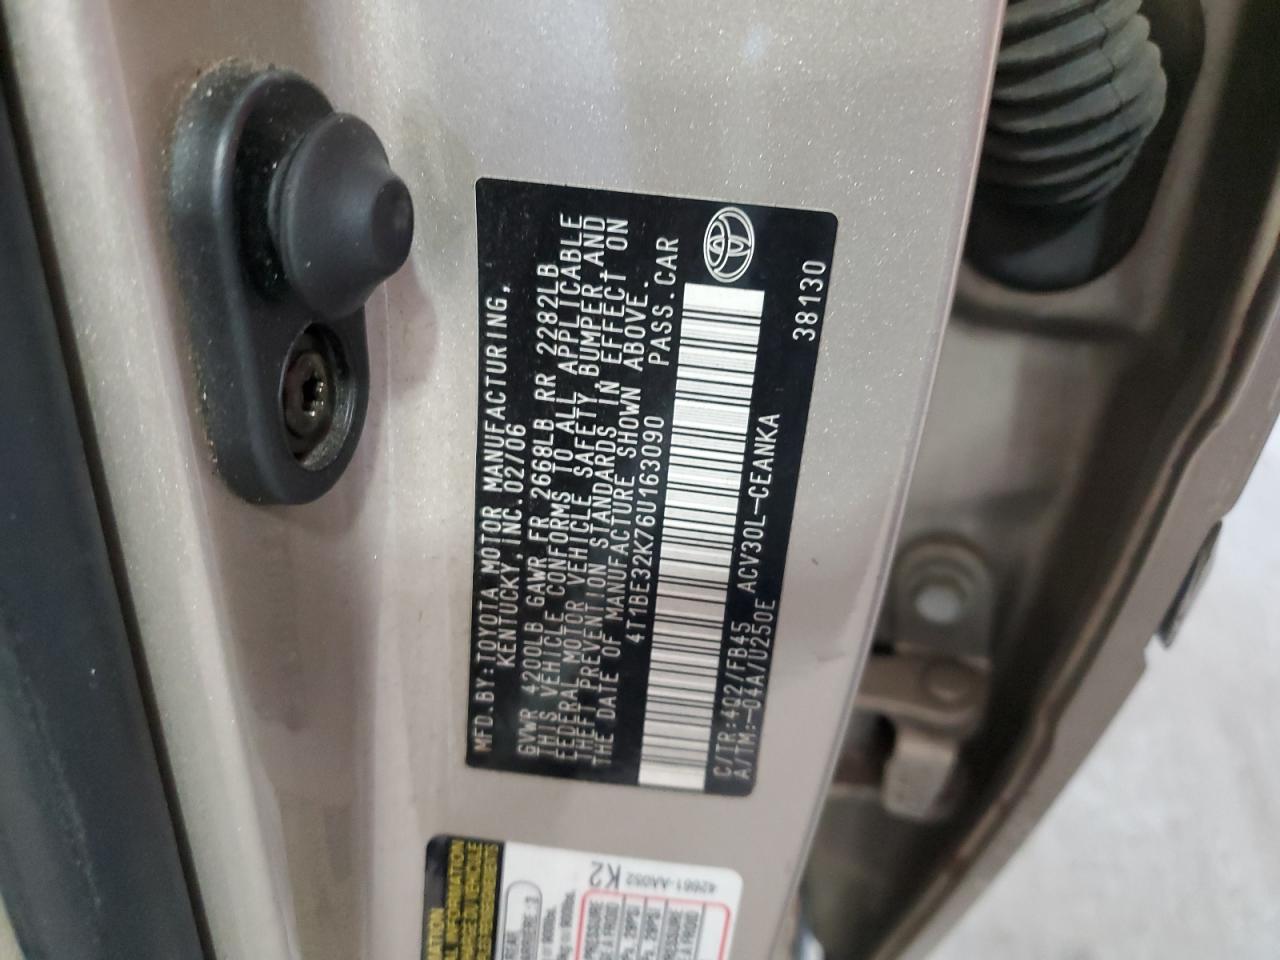 MFD.BY:TOYOTA MOTOR MANUFACTURING,
KENTUCKY,INC.02/06
GVWR 4200LB GAWR FR 2668LB RR 2282LB
THIS VEHICLE CONFORMS TO ALL APPLICABLE
FEDERAL MOTOR VEHICLE SAFETY,BUMPER,AND
THEFT PREVENTION STANDARDS IN EFFECT ON
THE DATE OF MANUFACTURE SHOWN ABOVE.
4T1BE32K76U163090 PASS.CAR
C/TR:4Q2/FB45 ACV30L-CEANKA
A/TM:-04A/U250E 38130
42661-AA052
K2